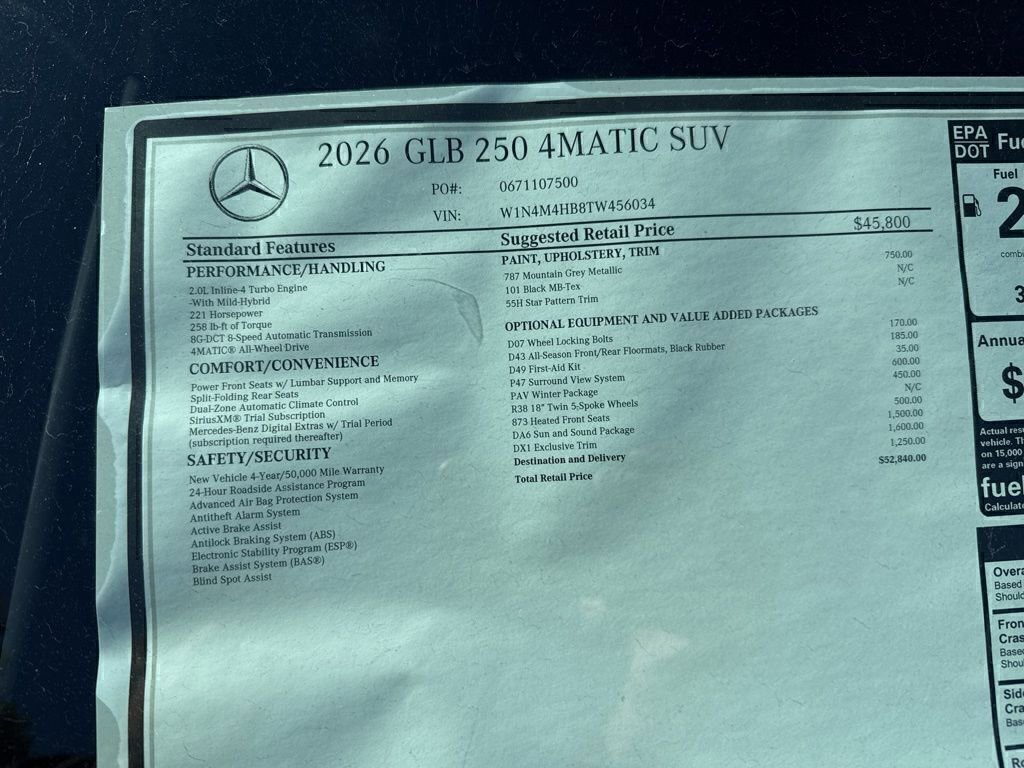 2026 GLB 250 4MATIC SUV
PO#: 0671107500
VIN: W1N4M4HB8TW456034
Standard Features
PERFORMANCE/HANDLING
2.0L Inline-4 Turbo Engine
-With Mild-Hybrid
221 Horsepower
258 lb-ft of Torque
8G-DCT 8-Speed Automatic Transmission
4MATIC® All-Wheel Drive
COMFORT/CONVENIENCE
Power Front Seats w/ Lumbar Support and Memory
Split-Folding Rear Seats
Dual-Zone Automatic Climate Control
SiriusXM® Trial Subscription
Mercedes-Benz Digital Extras w/ Trial Period
(subscription required thereafter)
SAFETY/SECURITY
New Vehicle 4-Year/50,000 Mile Warranty
24-Hour Roadside Assistance Program
Advanced Air Bag Protection System
Antitheft Alarm System
Active Brake Assist
Antilock Braking System (ABS)
Electronic Stability Program (ESP®)
Brake Assist System (BAS®)
Blind Spot Assist
Suggested Retail Price $45,800
PAINT, UPHOLSTERY, TRIM
787 Mountain Grey Metallic 750.00
101 Black MB-Tex N/C
55H Star Pattern Trim N/C
OPTIONAL EQUIPMENT AND VALUE ADDED PACKAGES
D07 Wheel Locking Bolts 170.00
D43 All-Season Front/Rear Floormats, Black Rubber 185.00
D49 First-Aid Kit 35.00
P47 Surround View System 600.00
PAV Winter Package 450.00
R38 18" Twin 5-Spoke Wheels N/C
873 Heated Front Seats 500.00
DA6 Sun and Sound Package 1,500.00
DX1 Exclusive Trim 1,600.00
Destination and Delivery 1,250.00
Total Retail Price $52,840.00
EPA
DOT
Fuel
2
3
$
Actual
vehicle.
on 15,000
are a
fuel
Based